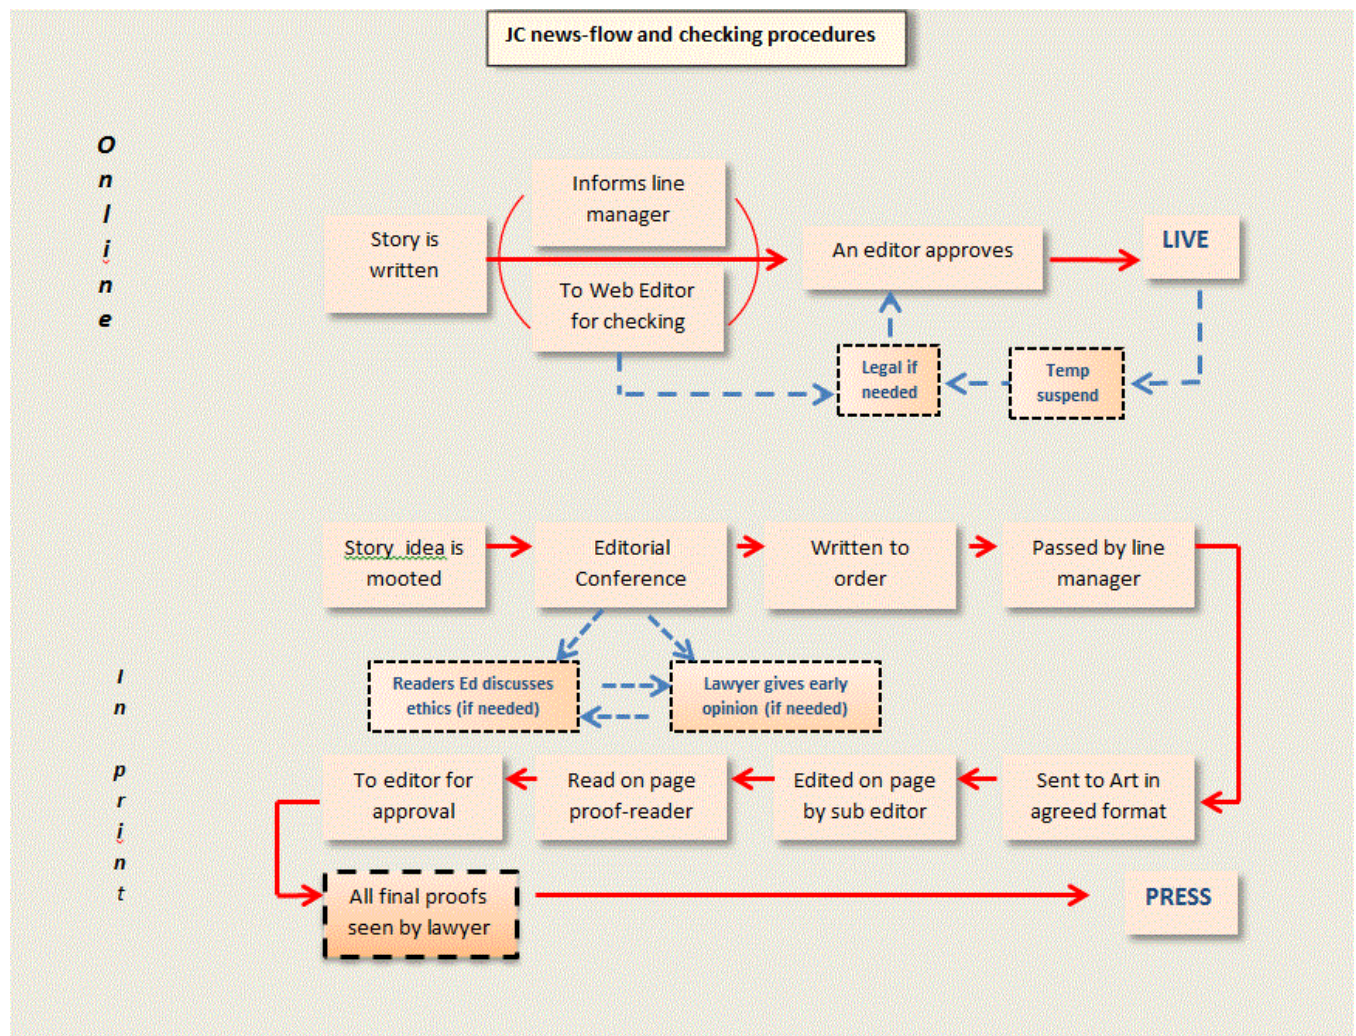 JC news-flow and checking procedures
Online
Informs line
manager
Story is
written
To Web Editor
for checking
An editor approves
LIVE
Legal if
needed
Temp
suspend
In print
Story  idea is
mooted
Editorial
Conference
Written to
order
Passed by line
manager
Readers Ed discusses
ethics (if needed)
Lawyer gives early
opinion (if needed)
To editor for
approval
Read on page
proof-reader
Edited on page
by sub editor
Sent to Art in
agreed format
All final proofs
seen by lawyer
PRESS